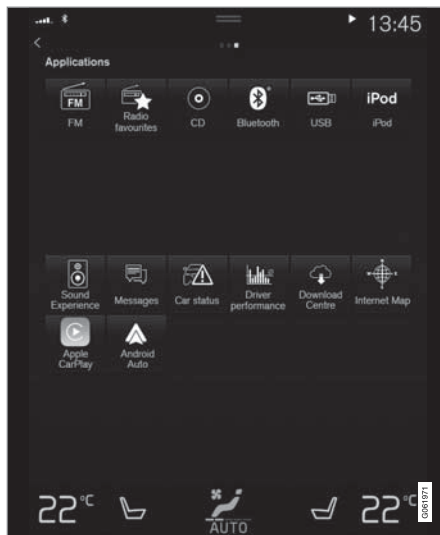 13:45
Applications
FM
FM
Radio
favourites
CD
Bluetooth
USB
iPod
iPod
Sound
Experience
Messages
Car status
Driver
performance
Download
Centre
Internet Map
Apple
CarPlay
Android
Auto
22°C
AUTO
22°C
G061971